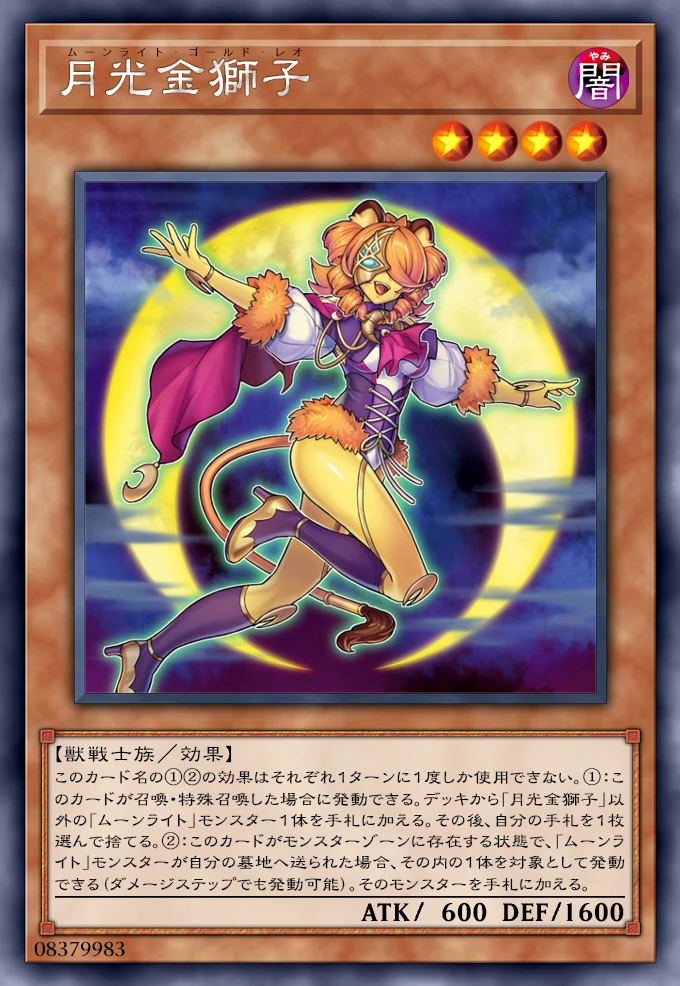 ムーンライト・ゴールド・レオ
月光金獅子
やみ
闇
【獣戦士族／効果】
このカード名の①②の効果はそれぞれ1ターンに1度しか使用できない。①：こ
のカードが召喚・特殊召喚した場合に発動できる。デッキから「月光金獅子」以
外の「ムーンライト」モンスター1体を手札に加える。その後、自分の手札を1枚
選んで捨てる。②：このカードがモンスターゾーンに存在する状態で、「ムーンラ
イト」モンスターが自分の墓地へ送られた場合、その内の1体を対象として発動
できる（ダメージステップでも発動可能）。そのモンスターを手札に加える。
ATK/ 600 DEF/1600
08379983